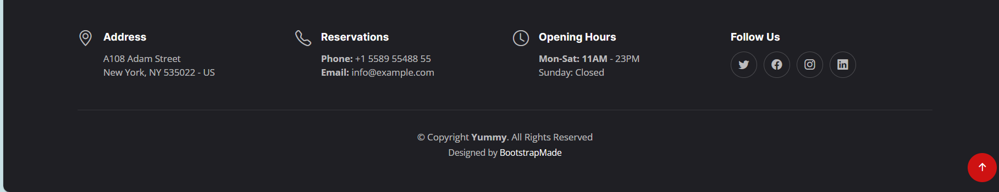 Address
A108 Adam Street
New York, NY 535022 - US
Reservations
Phone: +1 5589 55488 55
Email: info@example.com
Opening Hours
Mon-Sat: 11AM - 23PM
Sunday: Closed
Follow Us
© Copyright Yummy. All Rights Reserved
Designed by BootstrapMade